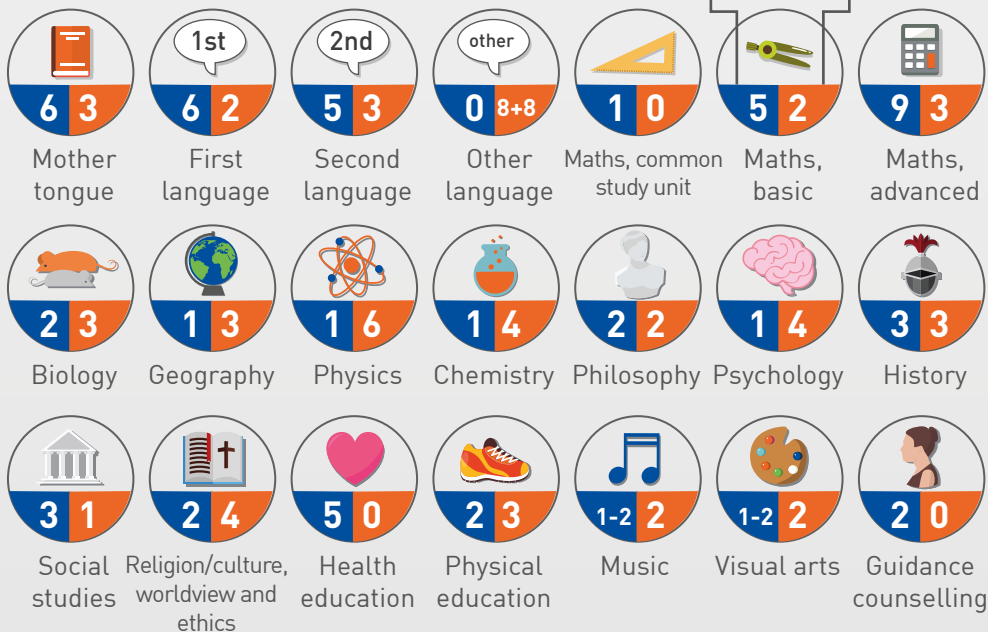 1st
2nd
other
6 3
6 2
5 3
0 8+8
1 0
5 2
9 3
Mother
tongue
First
language
Second
language
Other
language
Maths, common
study unit
Maths,
basic
Maths,
advanced
2 3
1 3
1 6
1 4
2 2
1 4
3 3
Biology
Geography
Physics
Chemistry
Philosophy
Psychology
History
3 1
2 4
5 0
2 3
1-2 2
1-2 2
2 0
Social
studies
Religion/culture,
worldview and
ethics
Health
education
Physical
education
Music
Visual arts
Guidance
counselling